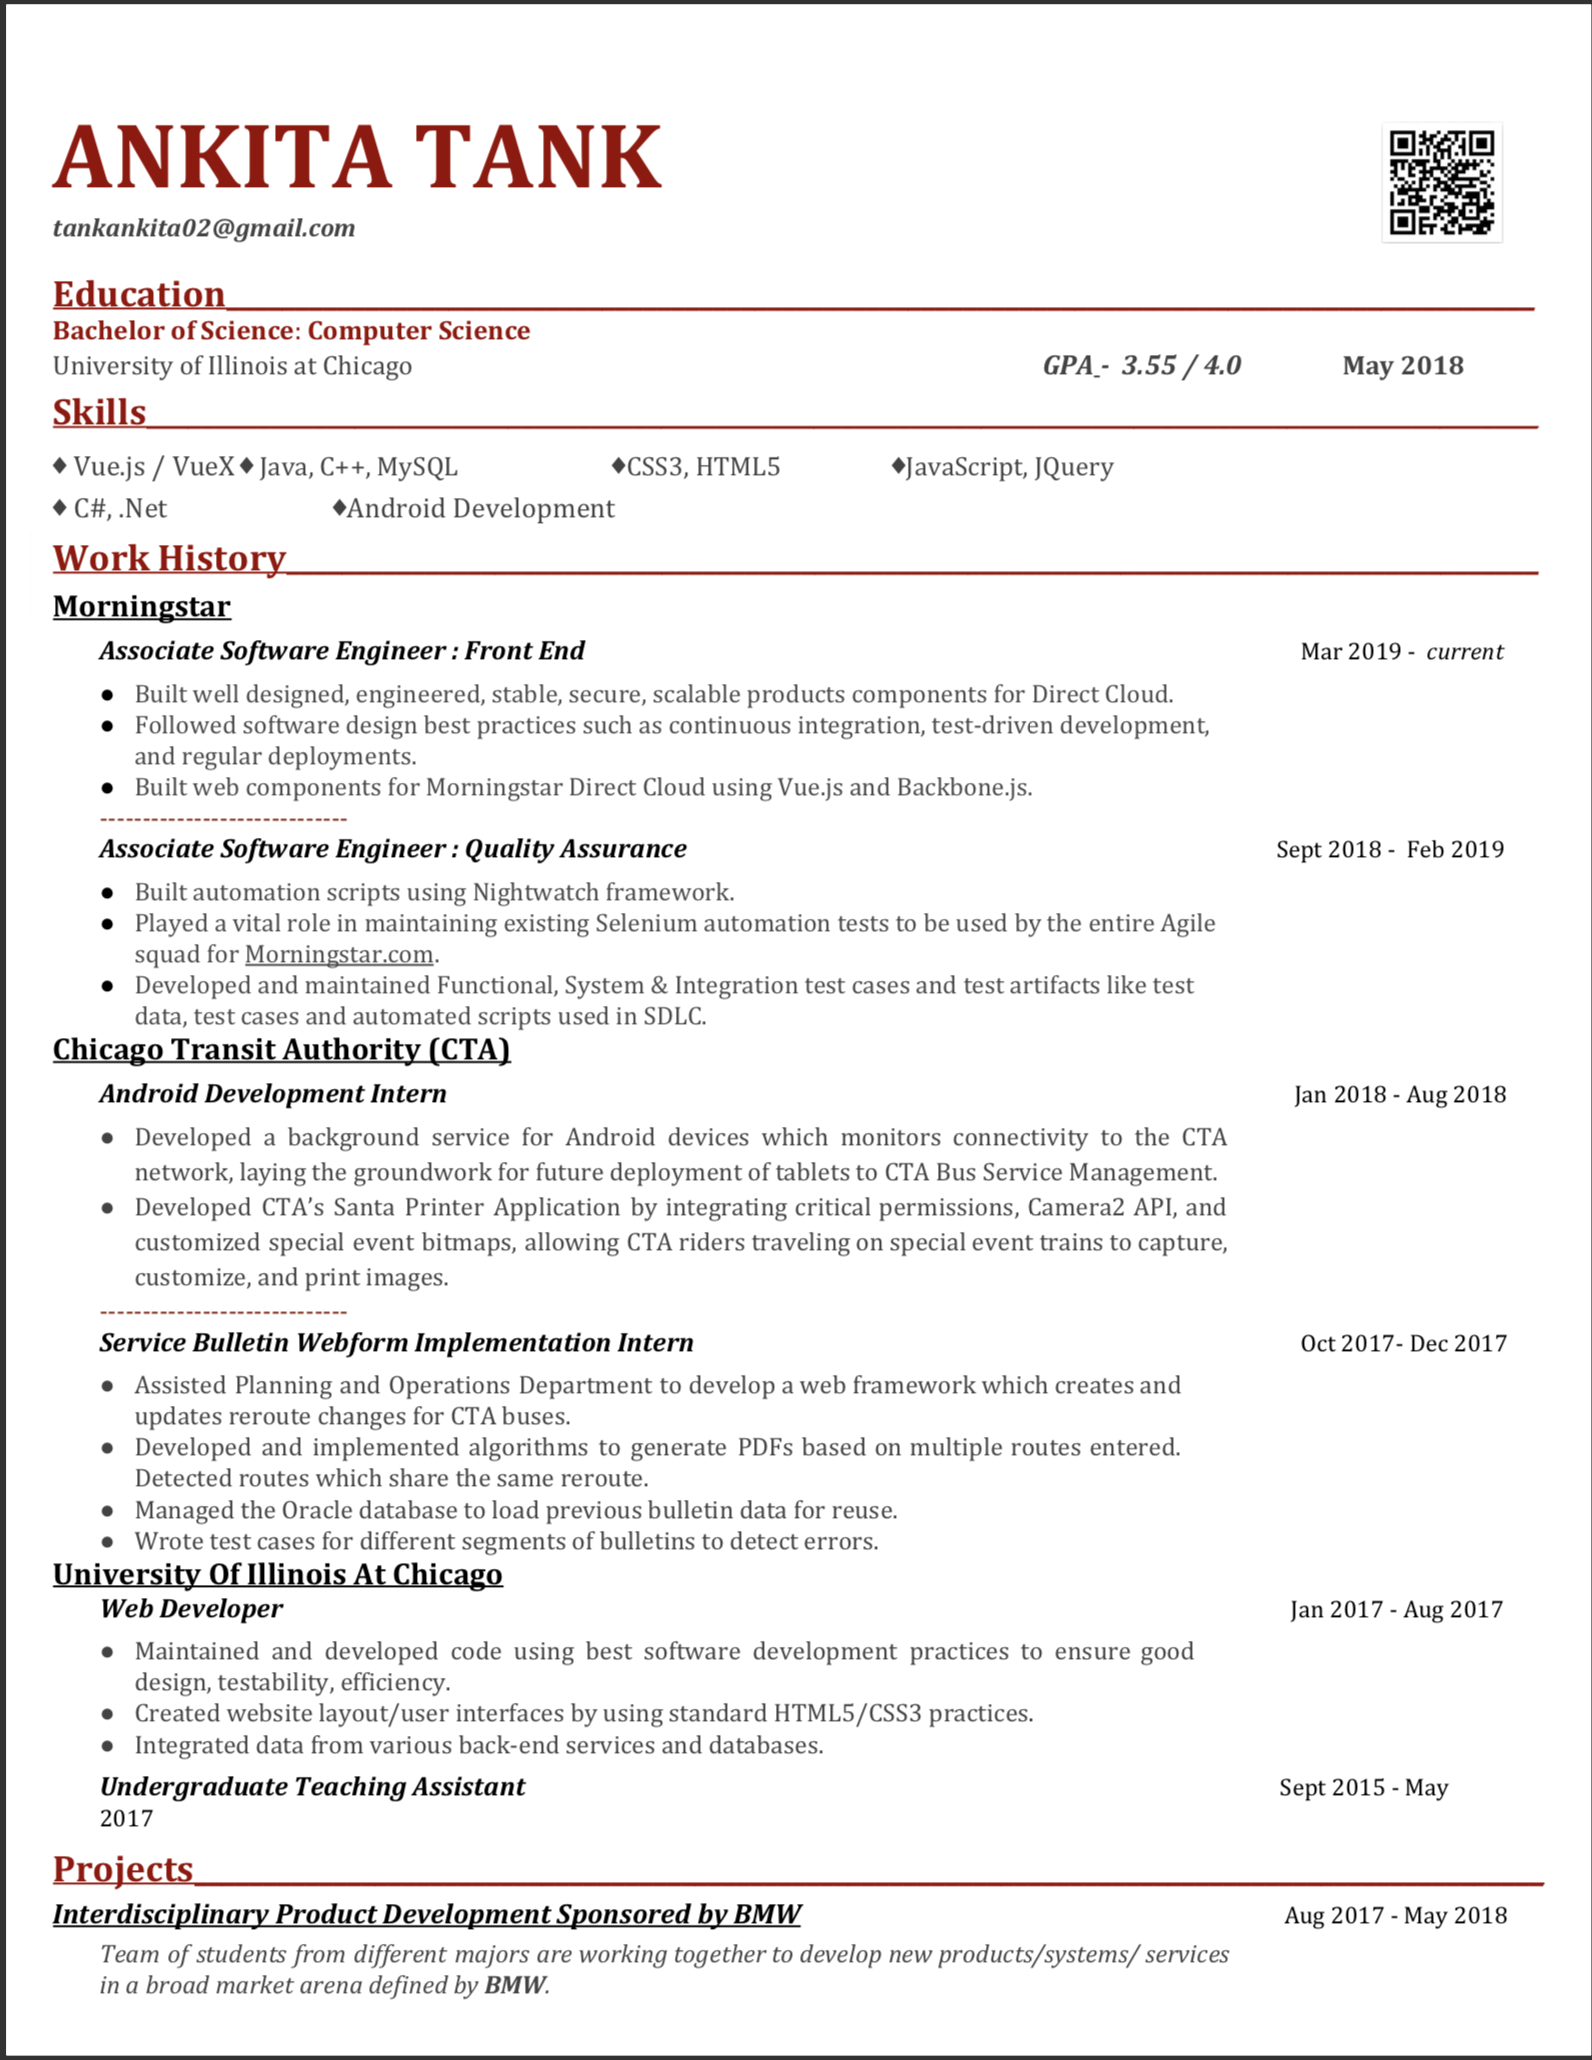 ANKITA TANK
tankankita02@gmail.com
Education
Bachelor of Science: Computer Science
University of Illinois at Chicago GPA - 3.55 / 4.0 May 2018
Skills
♦ Vue.js / VueX ♦ Java, C++, MySQL ♦CSS3, HTML5 ♦JavaScript, JQuery
♦ C#, .Net ♦Android Development
Work History
Morningstar
Associate Software Engineer : Front End Mar 2019 - current
● Built well designed, engineered, stable, secure, scalable products components for Direct Cloud.
● Followed software design best practices such as continuous integration, test-driven development,
and regular deployments.
● Built web components for Morningstar Direct Cloud using Vue.js and Backbone.js.
-----------------------------
Associate Software Engineer : Quality Assurance Sept 2018 - Feb 2019
● Built automation scripts using Nightwatch framework.
● Played a vital role in maintaining existing Selenium automation tests to be used by the entire Agile
squad for Morningstar.com.
● Developed and maintained Functional, System & Integration test cases and test artifacts like test
data, test cases and automated scripts used in SDLC.
Chicago Transit Authority (CTA)
Android Development Intern Jan 2018 - Aug 2018
● Developed a background service for Android devices which monitors connectivity to the CTA
network, laying the groundwork for future deployment of tablets to CTA Bus Service Management.
● Developed CTA’s Santa Printer Application by integrating critical permissions, Camera2 API, and
customized special event bitmaps, allowing CTA riders traveling on special event trains to capture,
customize, and print images.
-----------------------------
Service Bulletin Webform Implementation Intern Oct 2017- Dec 2017
● Assisted Planning and Operations Department to develop a web framework which creates and
updates reroute changes for CTA buses.
● Developed and implemented algorithms to generate PDFs based on multiple routes entered.
Detected routes which share the same reroute.
● Managed the Oracle database to load previous bulletin data for reuse.
● Wrote test cases for different segments of bulletins to detect errors.
University Of Illinois At Chicago
Web Developer Jan 2017 - Aug 2017
● Maintained and developed code using best software development practices to ensure good
design, testability, efficiency.
● Created website layout/user interfaces by using standard HTML5/CSS3 practices.
● Integrated data from various back-end services and databases.
Undergraduate Teaching Assistant Sept 2015 - May
2017
Projects
Interdisciplinary Product Development Sponsored by BMW Aug 2017 - May 2018
Team of students from different majors are working together to develop new products/systems/ services
in a broad market arena defined by BMW.